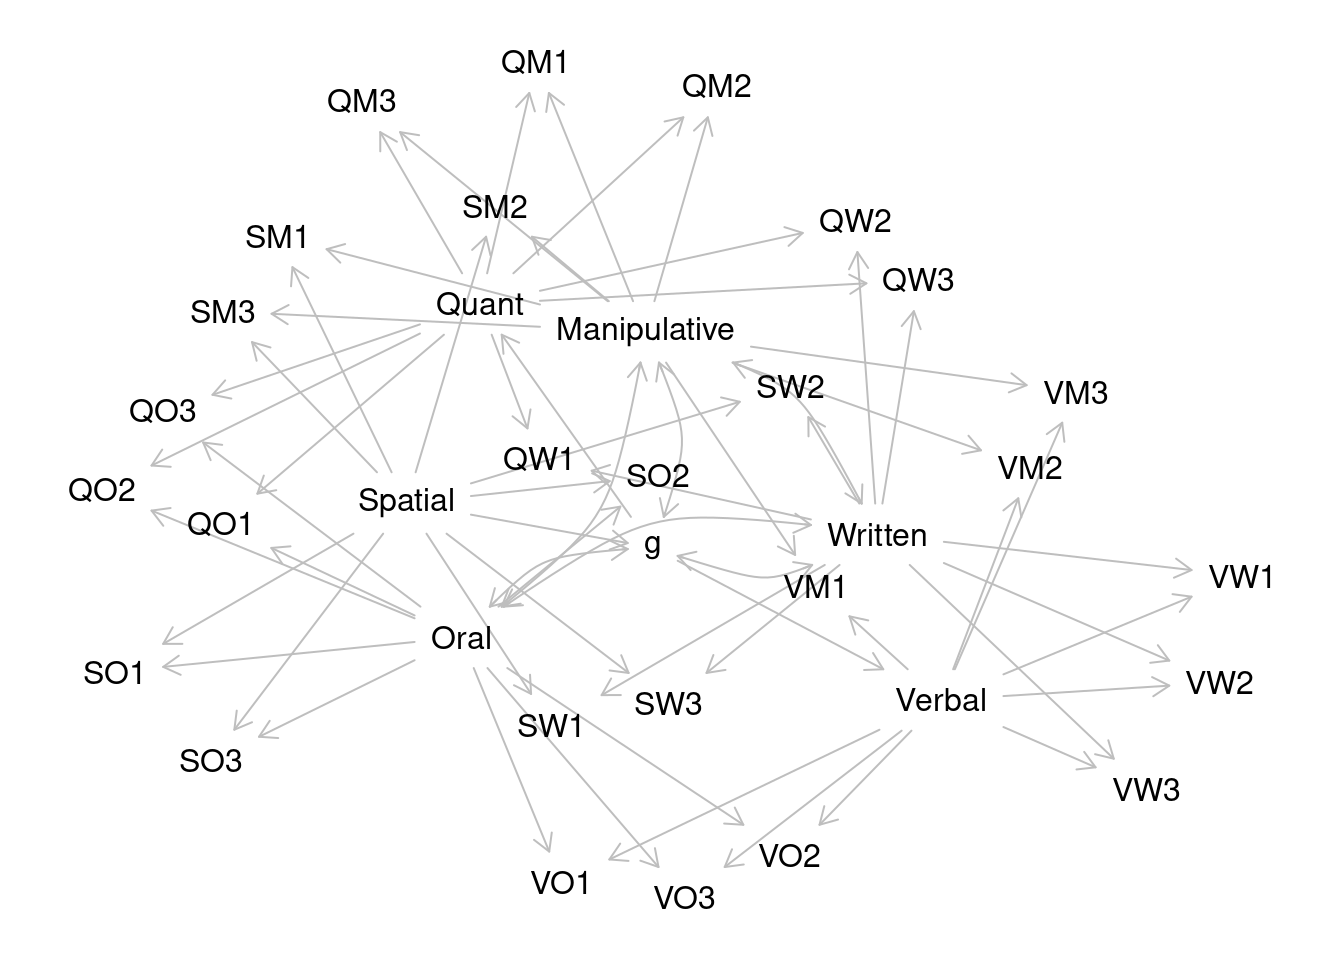 QM1
QM2
QM3
SM2
QW2
SM1
QW3
Quant
SM3
Manipulative
SW2
VM3
QO3
QW1
VM2
SO2
QO2
Spatial
QO1
Written
g
VW1
VM1
Oral
SO1
VW2
Verbal
SW3
SW1
SO3
VW3
VO2
VO1
VO3